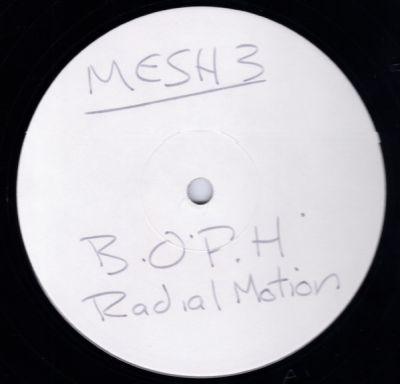 MESH 3
B.O.P.H.
Radial Motion
A